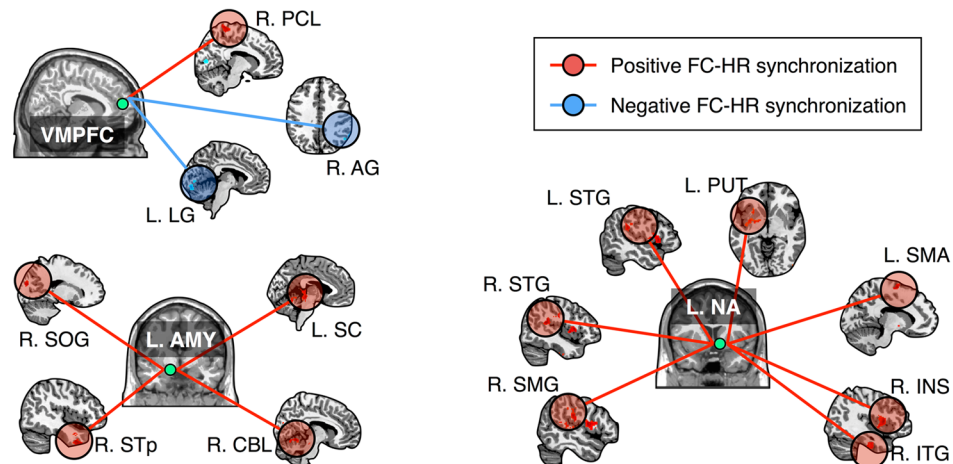 R. PCL
VMPFC
R. AG
L. LG
Positive FC-HR synchronization
Negative FC-HR synchronization
R. SOG
L. AMY
L. SC
R. STp
R. CBL
L. STG
L. PUT
L. SMA
R. STG
L. NA
R. SMG
R. INS
R. ITG